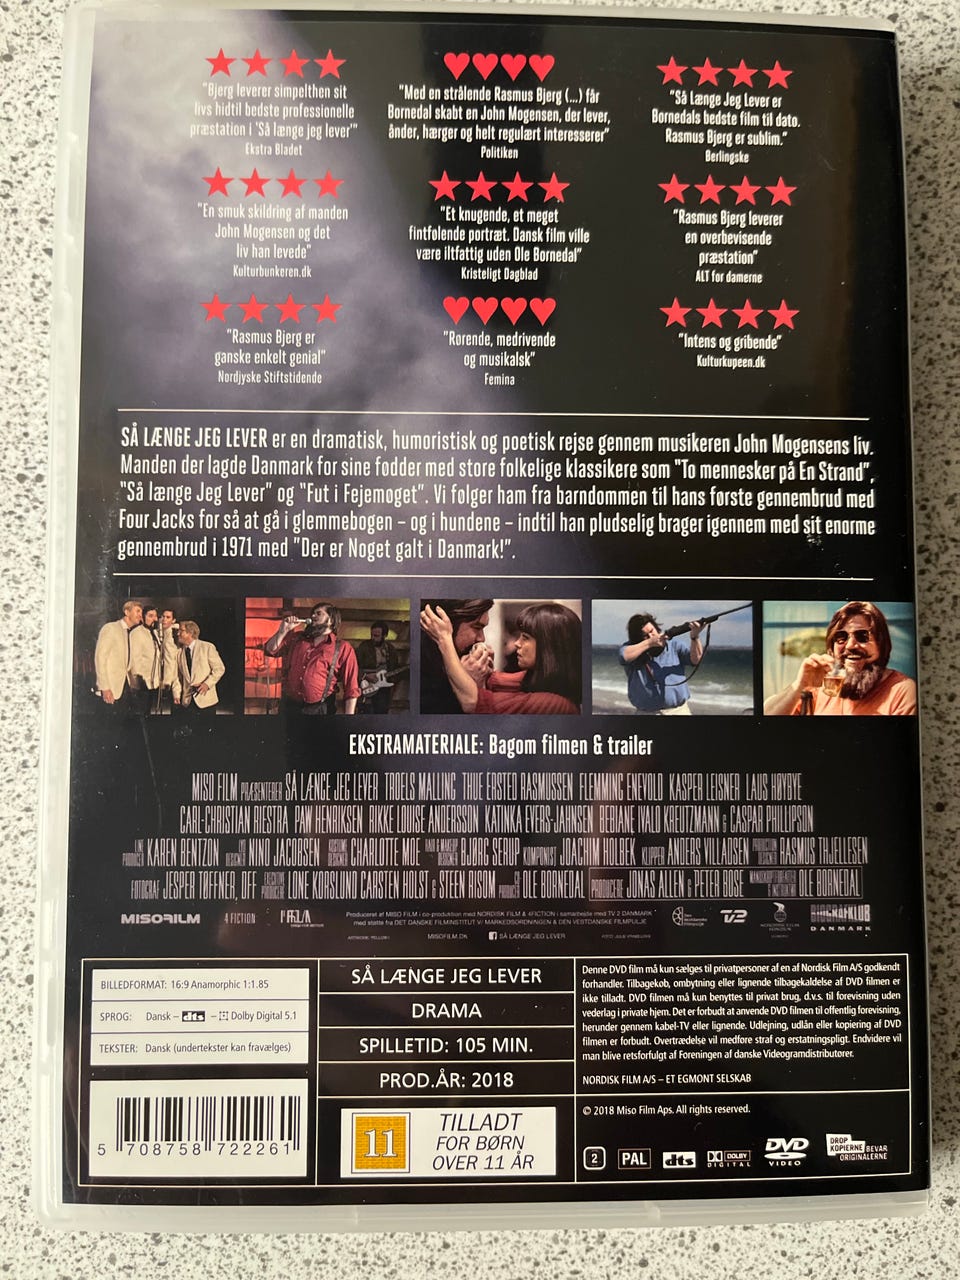 "Bjerg leverer simpelthen sit
livs hidtil bedste professionelle
præstation i 'Så længe jeg lever'"
Ekstra Bladet
"Med en strålende Rasmus Bjerg (...) får
Bornedal skabt en John Mogensen, der lever,
ånder, hærger og helt regulært interesserer"
Politiken
"Så Længe Jeg Lever er
Bornedals bedste film til dato.
Rasmus Bjerg er sublim."
Berlingske
"En smuk skildring af manden
John Mogensen og det
liv han levede"
Kulturbunkeren.dk
"Et knugende, et meget
fintfølende portræt. Dansk film ville
være iltfattig uden Ole Bornedal"
Kristeligt Dagblad
"Rasmus Bjerg leverer
en overbevisende
præstation"
ALT for damerne
"Rasmus Bjerg er
ganske enkelt genial"
Nordjyske Stiftstidende
"Rørende, medrivende
og musikalsk"
Femina
"Intens og gribende"
Kulturkupeen.dk
SÅ LÆNGE JEG LEVER er en dramatisk, humoristisk og poetisk rejse gennem musikeren John Mogensens liv.
Manden der lagde Danmark for sine fødder med store folkelige klassikere som "To mennesker på En Strand",
"Så længe Jeg Lever" og "Fut i Fejemøget". Vi følger ham fra barndommen til hans første gennembrud med
Four Jacks for så at gå i glemmebogen – og i hundene – indtil han pludselig brager igennem med sit enorme
gennembrud i 1971 med "Der er Noget galt i Danmark!".
EKSTRAMATERIALE: Bagom filmen & trailer
MISO FILM PRÆSENTERER SÅ LÆNGE JEG LEVER TROELS MALLING THUE ERSTED RASMUSSEN FLEMMING ENEVOLD KASPER LEISNER LAUS HØYBYE
CARL-CHRISTIAN RIESTRA PAW HENRIKSEN RIKKE LOUISE ANDERSSON KATINKA EVERS-JAHNSEN BEBIANE IVALO KREUTZMANN & CASPAR PHILLIPSON
LINE PRODUCER KAREN BENTZON NINO JACOBSEN CHARLOTTE MOE BJØRG SERUP KOMPONIST JOACHIM HOLBEK KLIPPER ANDERS VILLADSEN PRODUCTION DESIGNER RASMUS THJELLESEN
FOTOGRAF JESPER TØFFNER, DFF EXECUTIVE PRODUCERS LONE KORSLUND CARSTEN HOLST & STEEN RISOM OLE BORNEDAL PRODUCERE JONAS ALLEN & PETER BOSE OLE BORNEDAL
MISOFILM
4 FICTION
Produceret af MISO FILM i co-produktion med NORDISK FILM & 4FICTION i samarbejde med TV 2 DANMARK
med støtte fra DET DANSKE FILMINSTITUT V/ MARKEDSORDNINGEN & DEN VESTDANSKE FILMPULJE
TV2
BIOGRAFKLUB
DANMARK
MISOFILM.DK
SÅ LÆNGE JEG LEVER
BILLEDFORMAT: 16:9 Anamorphic 1:1.85
SPROG: Dansk – dts – Dolby Digital 5.1
TEKSTER: Dansk (undertekster kan fravælges)
5 708758 722261
SÅ LÆNGE JEG LEVER
DRAMA
SPILLETID: 105 MIN.
PROD.ÅR: 2018
11
TILLADT
FOR BØRN
OVER 11 ÅR
Denne DVD film må kun sælges til privatpersoner af en af Nordisk Film A/S godkendt
forhandler. Tilbagekøb, ombytning eller lignende tilbagekaldelse af DVD filmen er
ikke tilladt. DVD filmen må kun benyttes til privat brug, d.v.s. til forevisning uden
vederlag i private hjem. Det er forbudt at anvende DVD filmen til offentlig forevisning,
herunder gennem kabel-TV eller lignende. Udlejning, udlån eller kopiering af DVD
filmen er forbudt. Overtrædelse vil medføre straf og erstatningspligt. Endvidere vil
man blive retsforfulgt af Foreningen af danske Videogramdistributører.
NORDISK FILM A/S – ET EGMONT SELSKAB
© 2018 Miso Film Aps. All rights reserved.
2
PAL
dts
DOLBY
DIGITAL
DVD
VIDEO
DROP
KOPIERNE BEVAR
ORIGINALERNE